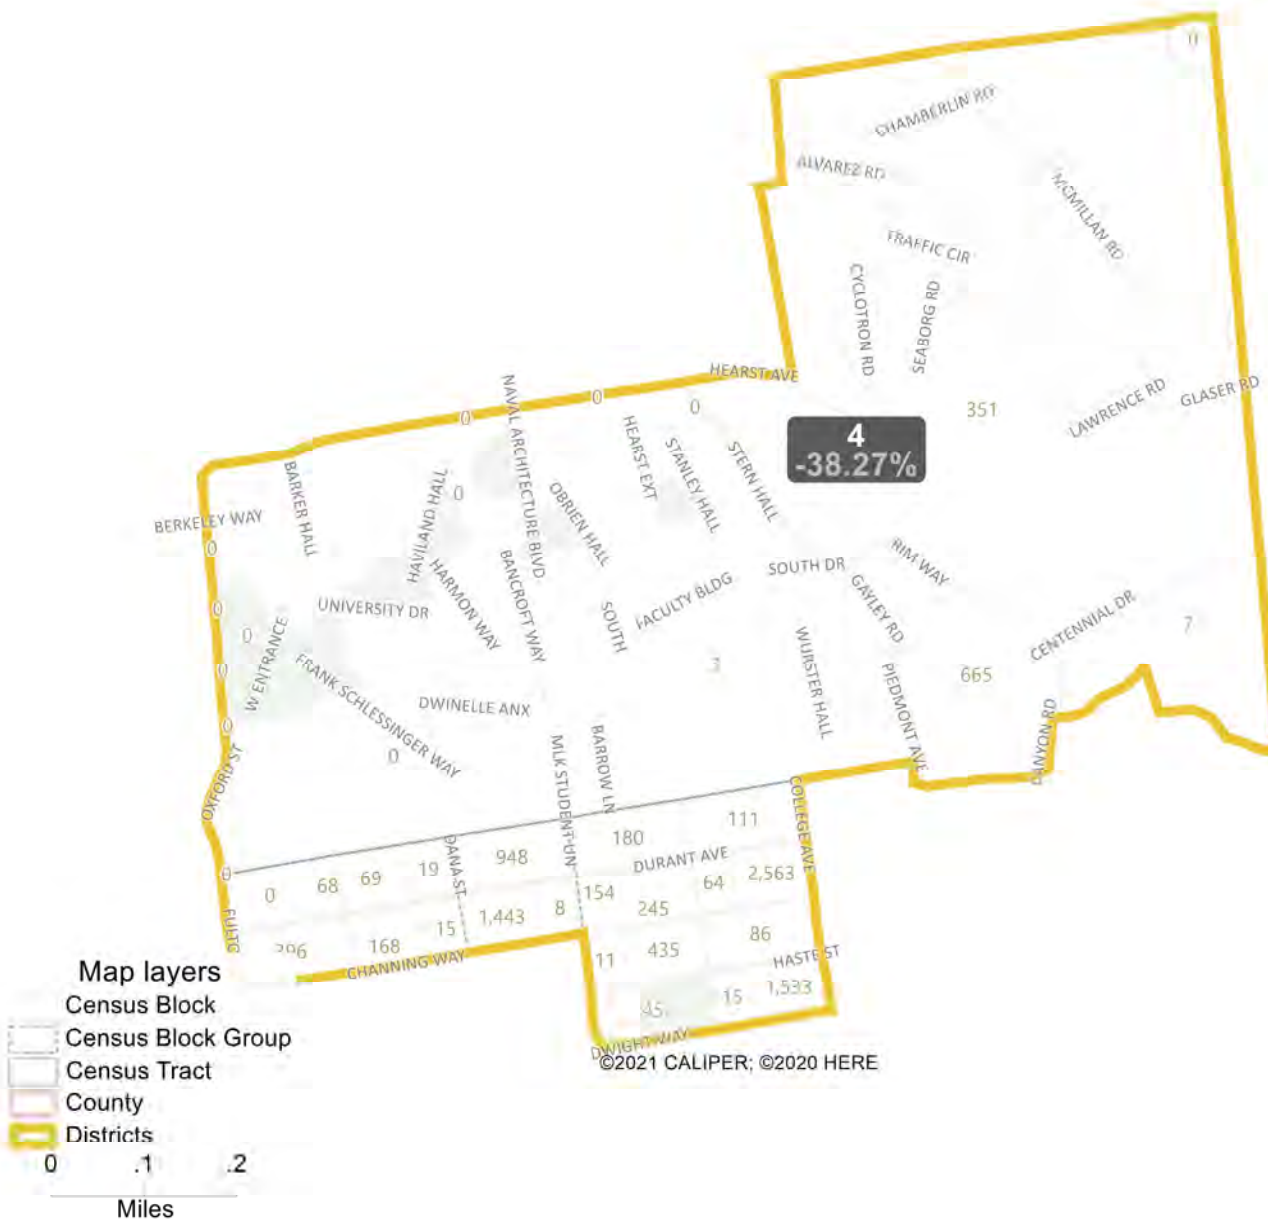 0
CHAMBERLIN RD
ALVAREZ RD
MCMILLAN RD
TRAFFIC CIR
CYCLOTRON RD
SEABORG RD
HEARST AVE
NAVAL ARCHITECTURE BLVD
0
0
0
351
LAWRENCE RD
GLASER RD
4
-38.27%
HEARST EXT
STANLEY HALL
STERN HALL
BARKER HALL
HAVILAND HALL
0
OBRIEN HALL
BERKELEY WAY
0
RIM WAY
BANCROFT WAY
HARMON WAY
SOUTH DR
GAYLEY RD
FACULTY BLDG
SOUTH
UNIVERSITY DR
0
0
W ENTRANCE
CENTENNIAL DR
7
WURSTER HALL
3
665
PIEDMONT AVE
0
FRANK SCHLESSINGER WAY
DWINELLE ANX
0
0
OXFORD ST
MLK STUDENT UN
BARROW LN
COLLEGE AVE
0
DANA ST
948
180
111
DURANT AVE
0
68
69
19
154
245
64
2,563
1,443
8
15
168
FULTO
CHANNING WAY
11
435
86
HASTE ST
15
1,533
DWIGHT WAY
©2021 CALIPER; ©2020 HERE
Map layers
Census Block
Census Block Group
Census Tract
County
Districts
0 .1 .2
Miles